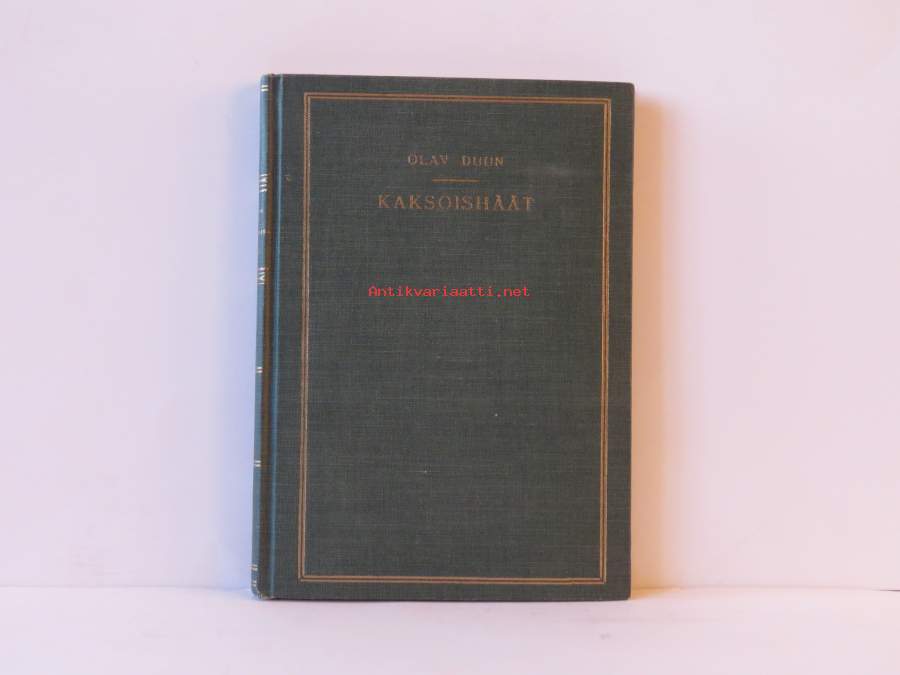 OLAV DUUN
KAKSOISHÄÄT
Antikvariaatti.net